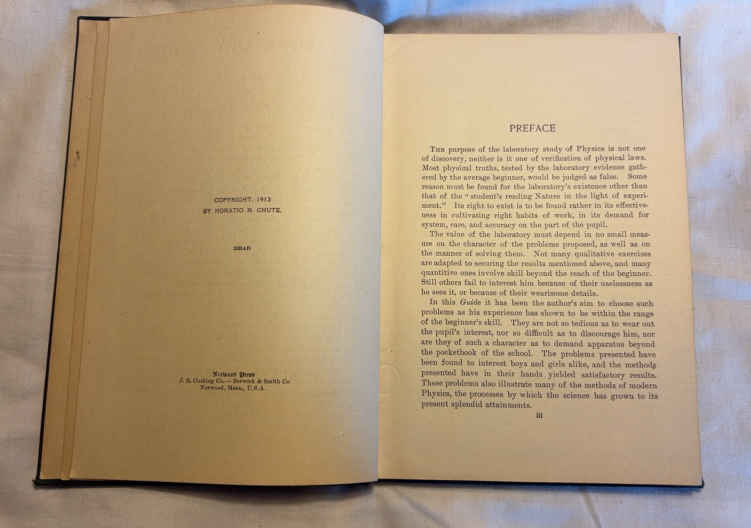 COPYRIGHT, 1913
BY HORATIO N. CHUTE.
Norwood Press
J. S. Cushing Co. — Berwick & Smith Co.
Norwood, Mass., U.S.A.
PREFACE
THE purpose of the laboratory study of Physics is not one
of discovery, neither is it one of verification of physical laws.
Most physical truths, tested by the laboratory evidence gath-
ered by the average beginner, would be judged as false. Some
reason must be found for the laboratory's existence other than
that of the "student's reading Nature in the light of experi-
ment." Its right to exist is to be found rather in its effective-
ness in cultivating right habits of work, in its demand for
system, care, and accuracy on the part of the pupil.
The value of the laboratory must depend in no small meas-
ure on the character of the problems proposed, as well as on
the manner of solving them. Not many qualitative exercises
are adapted to securing the results mentioned above, and many
quantitive ones involve skill beyond the reach of the beginner.
Still others fail to interest him because of their uselessness as
he sees it, or because of their wearisome details.
In this Guide it has been the author's aim to choose such
problems as his experience has shown to be within the range
of the beginner's skill. They are not so tedious as to wear out
the pupil's interest, nor so difficult as to discourage him, nor
are they of such a character as to demand apparatus beyond
the pocketbook of the school. The problems presented have
been found to interest boys and girls alike, and the methods
presented have in their hands yielded satisfactory results.
These problems also illustrate many of the methods of modern
Physics, the processes by which the science has grown to its
present splendid attainments.
iii